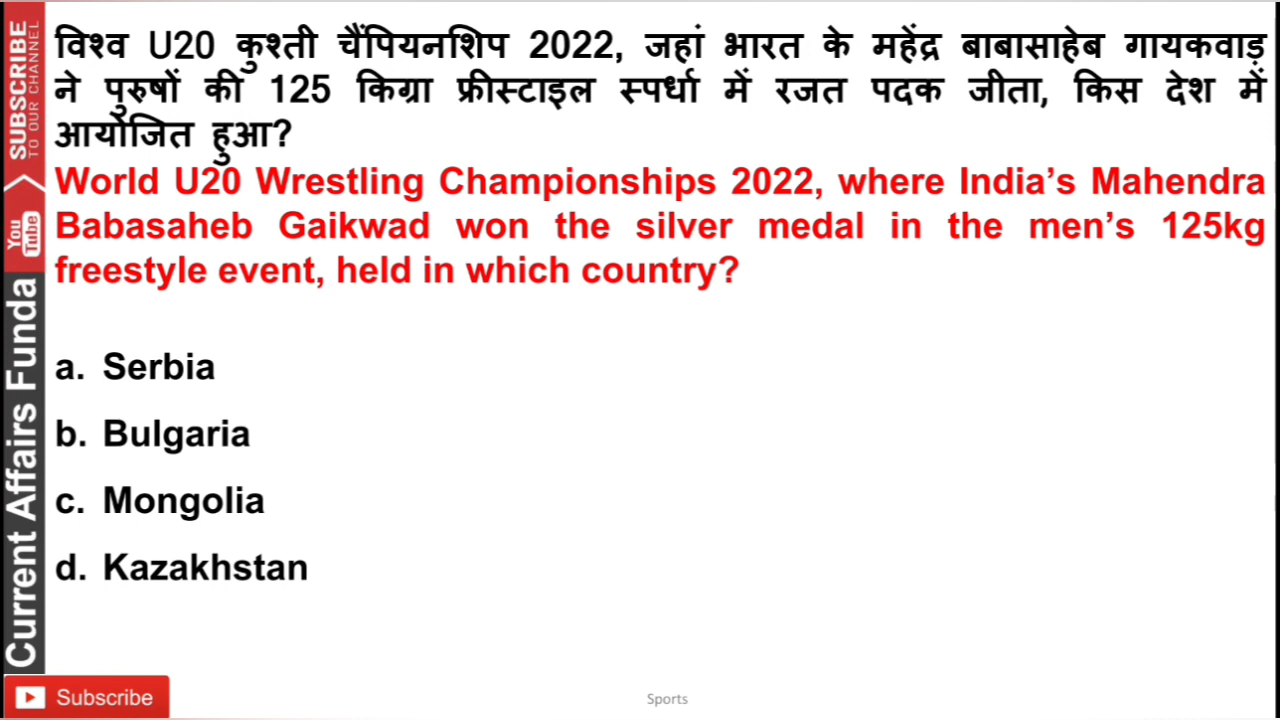 विश्व U20 कुश्ती चैंपियनशिप 2022, जहां भारत के महेंद्र बाबासाहेब गायकवाड़
ने पुरुषों की 125 किग्रा फ्रीस्टाइल स्पर्धा में रजत पदक जीता, किस देश में
आयोजित हुआ?
World U20 Wrestling Championships 2022, where India’s Mahendra
Babasaheb Gaikwad won the silver medal in the men’s 125kg
freestyle event, held in which country?
a. Serbia
b. Bulgaria
c. Mongolia
d. Kazakhstan
SUBSCRIBE
TO OUR CHANNEL
You
Tube
Current Affairs Funda
Subscribe
Sports